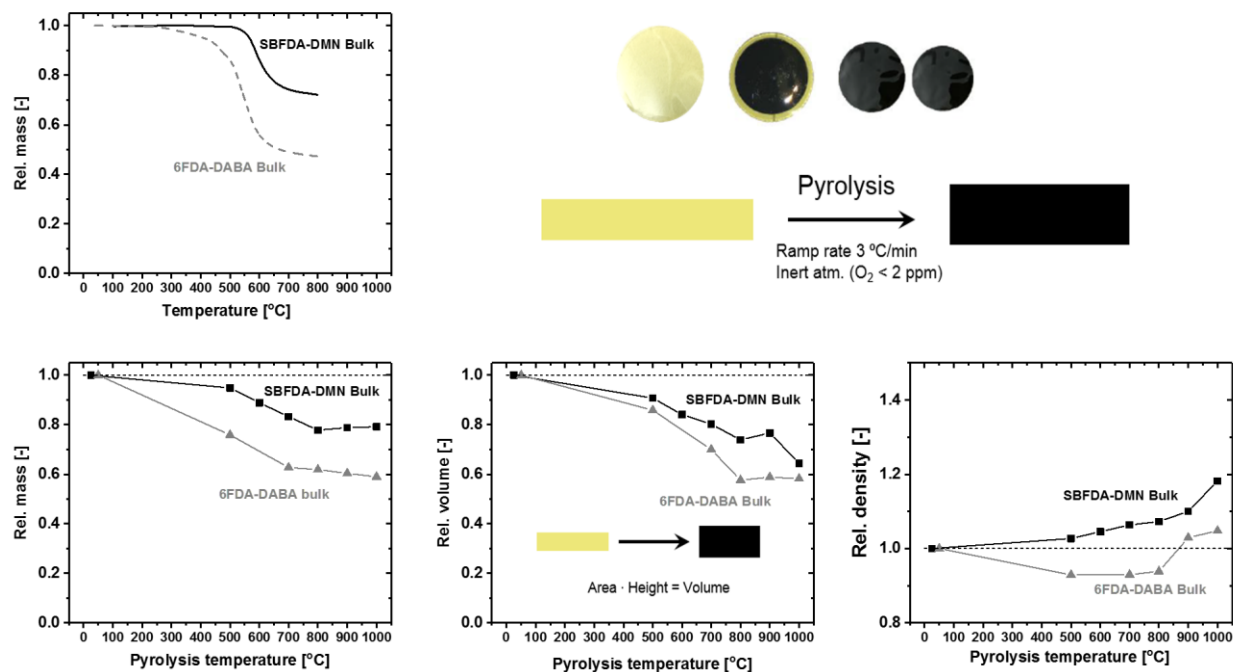 1.0
0.8
0.6
0.4
0.2
0.0
Rel. mass [-]
SBFDA-DMN Bulk
6FDA-DABA Bulk
0 100 200 300 400 500 600 700 800 900 1000
Temperature [°C]
Pyrolysis
Ramp rate 3 ºC/min
Inert atm. (O₂ < 2 ppm)
1.0
0.8
0.6
0.4
0.2
0.0
Rel. mass [-]
SBFDA-DMN Bulk
6FDA-DABA bulk
0 100 200 300 400 500 600 700 800 900 1000
Pyrolysis temperature [°C]
1.0
0.8
0.6
0.4
0.2
0.0
Rel. volume [-]
SBFDA-DMN Bulk
6FDA-DABA Bulk
Area · Height = Volume
0 100 200 300 400 500 600 700 800 900 1000
Pyrolysis temperature [°C]
1.4
1.2
1.0
0.8
Rel. density [-]
SBFDA-DMN Bulk
6FDA-DABA Bulk
0 100 200 300 400 500 600 700 800 900 1000
Pyrolysis temperature [°C]